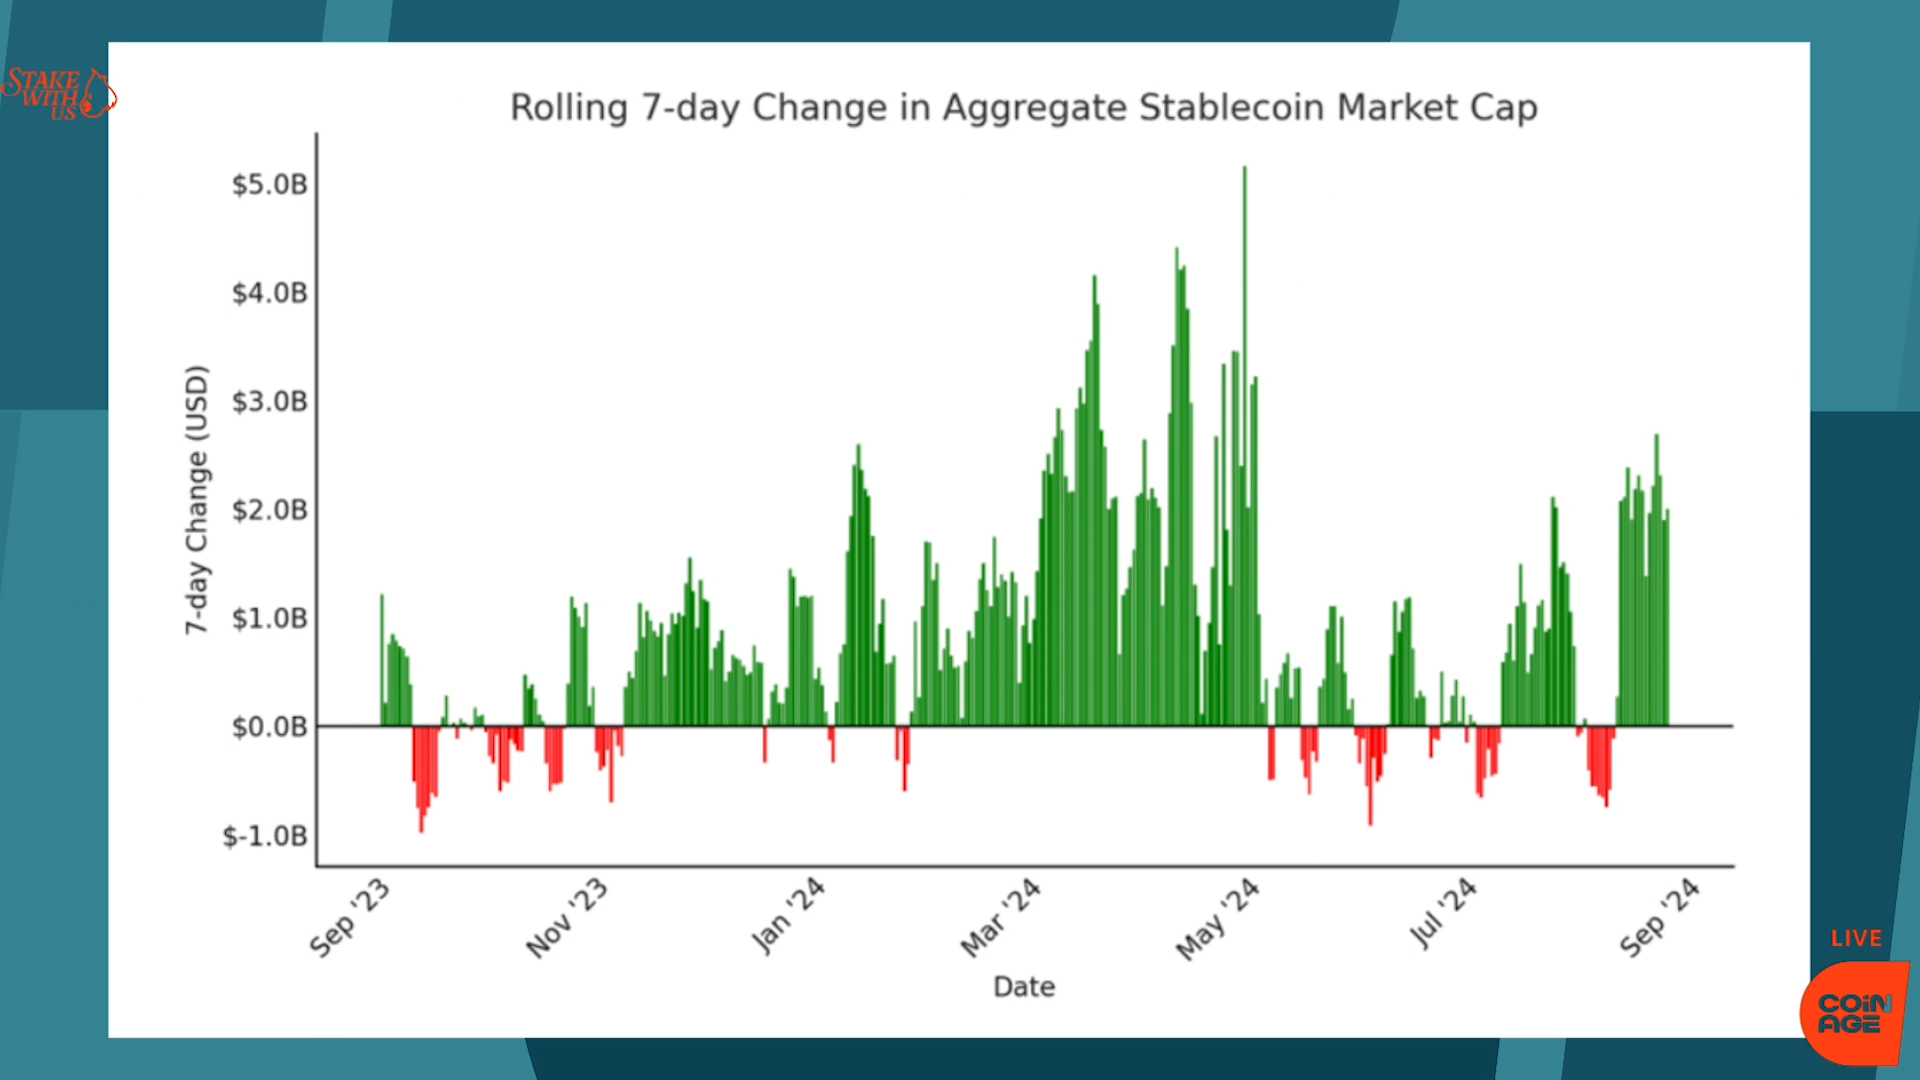 STAKE
WITH
US
Rolling 7-day Change in Aggregate Stablecoin Market Cap
7-day Change (USD)
$5.0B
$4.0B
$3.0B
$2.0B
$1.0B
$0.0B
$-1.0B
Sep '23
Nov '23
Jan '24
Mar '24
May '24
Jul '24
Sep '24
Date
LIVE
COiN
AGE